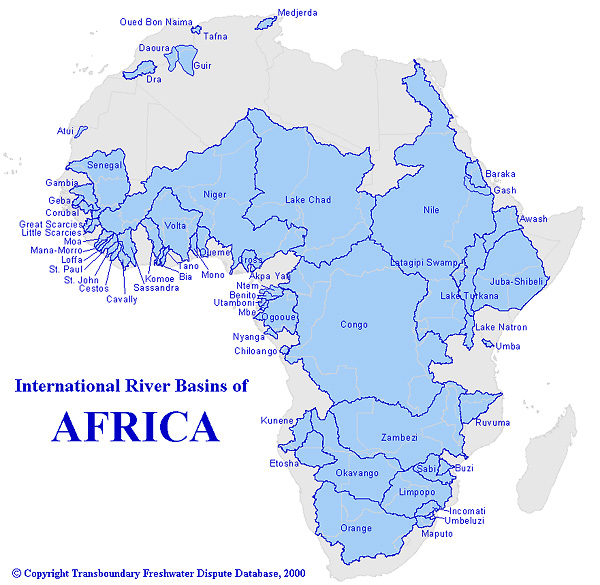 Medjerda
Oued Bon Naima
Tafna
Daoura
Guir
Dra
Atui
Senegal
Baraka
Gambia
Gash
Geba
Niger
Lake Chad
Corubal
Nile
Awash
Great Scarcies
Volta
Little Scarcies
Moa
Mana-Morro
Oueme
Cross
Latagipi Swamp
Loffa
Tano
St. Paul
Bia
Mono
Akpa Yafi
Juba-Shibeli
St. John
Komoe
Ntem
Cestos
Sassandra
Benito
Lake Turkana
Cavally
Utamboni
Mbe
Ogooue
Congo
Lake Natron
Nyanga
Umba
Chiloango
International River Basins of
AFRICA
Kunene
Ruvuma
Zambezi
Etosha
Okavango
Sabi
Buzi
Limpopo
Incomati
Orange
Umbeluzi
Maputo
© Copyright Transboundary Freshwater Dispute Database, 2000